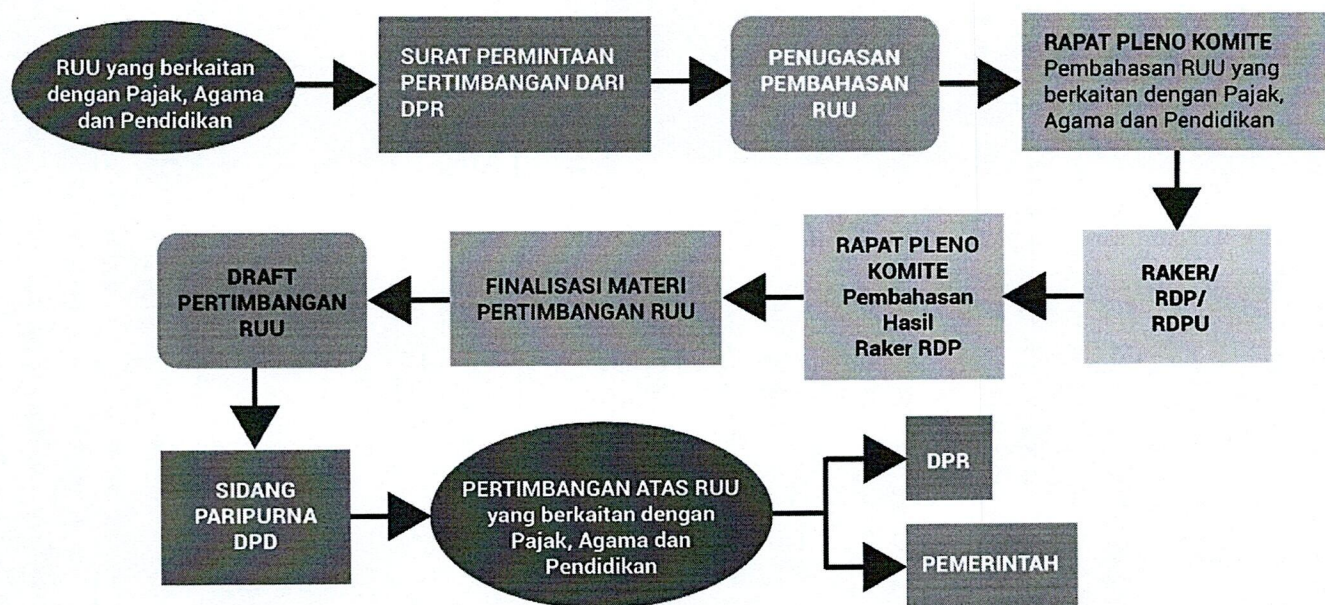 RUU yang berkaitan
dengan Pajak, Agama
dan Pendidikan
SURAT PERMINTAAN
PERTIMBANGAN DARI
DPR
PENUGASAN
PEMBAHASAN
RUU
RAPAT PLENO KOMITE
Pembahasan RUU yang
berkaitan dengan Pajak,
Agama dan Pendidikan
RAKER/
RDP/
RDPU
RAPAT PLENO
KOMITE
Pembahasan
Hasil
Raker RDP
FINALISASI MATERI
PERTIMBANGAN RUU
DRAFT
PERTIMBANGAN
RUU
SIDANG
PARIPURNA
DPD
PERTIMBANGAN ATAS RUU
yang berkaitan dengan
Pajak, Agama dan
Pendidikan
DPR
PEMERINTAH